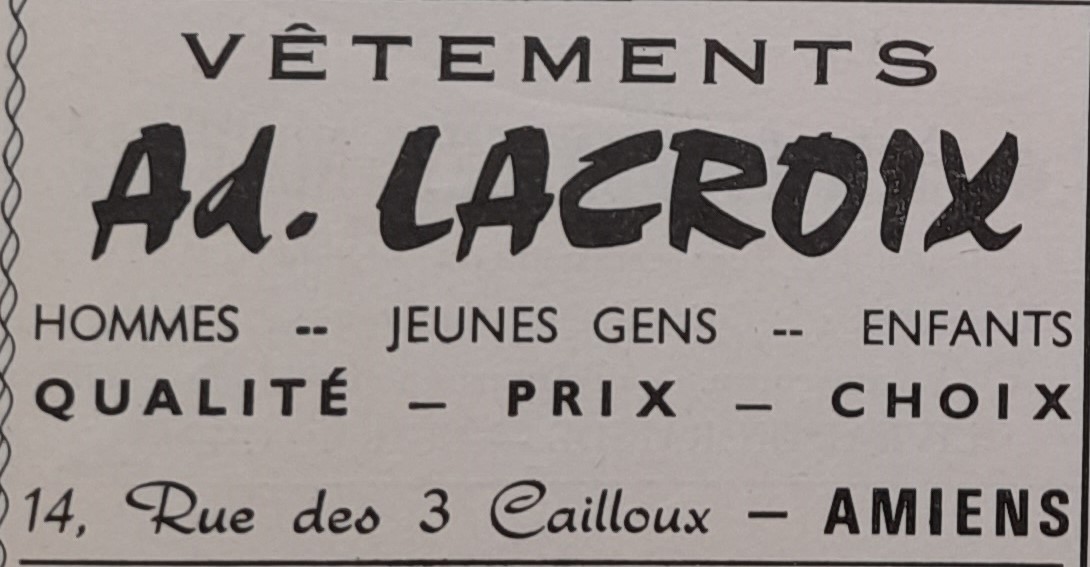 VÊTEMENTS
Ad. LACROIX
HOMMES -- JEUNES GENS -- ENFANTS
QUALITÉ — PRIX — CHOIX
14, Rue des 3 Cailloux — AMIENS